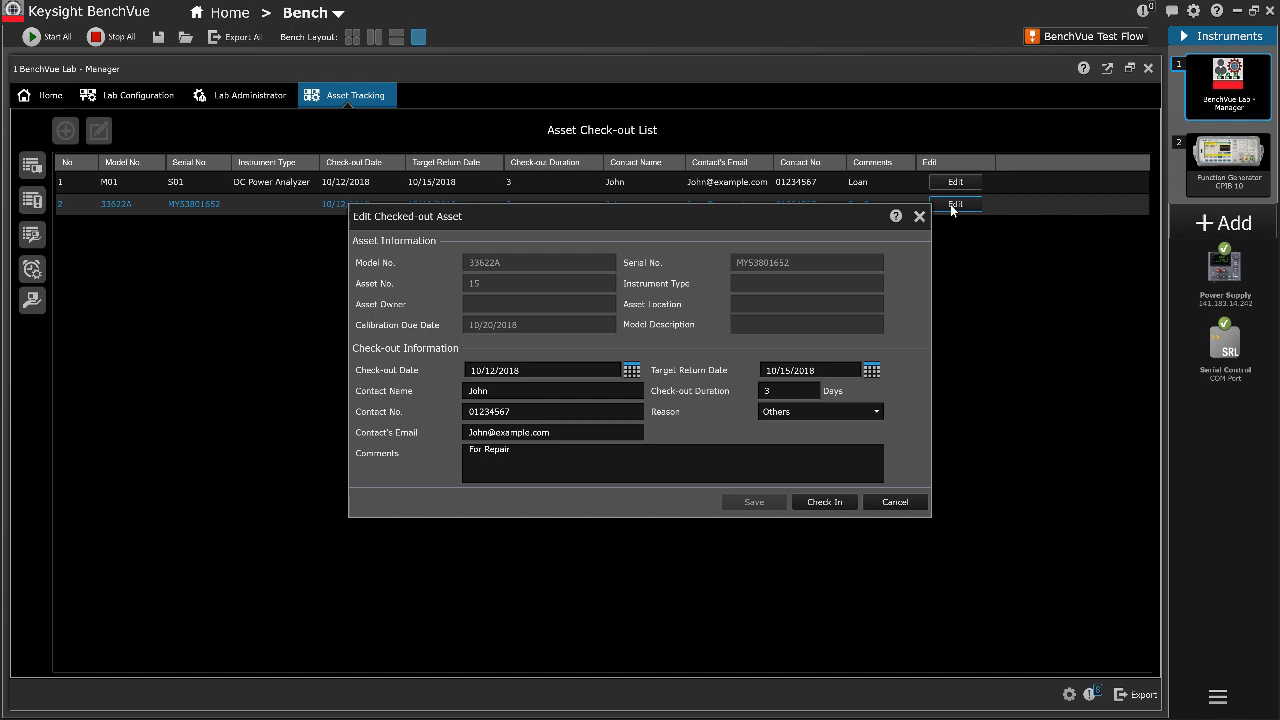 Keysight BenchVue
Home > Bench
0
Start All
Stop All
Export All
Bench Layout:
BenchVue Test Flow
Instruments
1 BenchVue Lab - Manager
Home
Lab Configuration
Lab Administrator
Asset Tracking
Asset Check-out List
No.
Model No.
Serial No.
Instrument Type
Check-out Date
Target Return Date
Check-out Duration
Contact Name
Contact's Email
Contact No.
Comments
Edit
1
M01
S01
DC Power Analyzer
10/12/2018
10/15/2018
3
John
John@example.com
01234567
Loan
Edit
2
33622A
MY53801652
Edit
Edit Checked-out Asset
Asset Information
Model No.
33622A
Serial No.
MY53801652
Asset No.
15
Instrument Type
Asset Owner
Asset Location
Calibration Due Date
10/20/2018
Model Description
Check-out Information
Check-out Date
10/12/2018
Target Return Date
10/15/2018
Contact Name
John
Check-out Duration
3
Days
Contact No.
01234567
Reason
Others
Contact's Email
John@example.com
Comments
For Repair
Save
Check In
Cancel
1
BenchVue Lab -
Manager
2
Function Generator
GPIB 10
+ Add
Power Supply
141.183.14.242
SRL
Serial Control
COM Port
6
Export